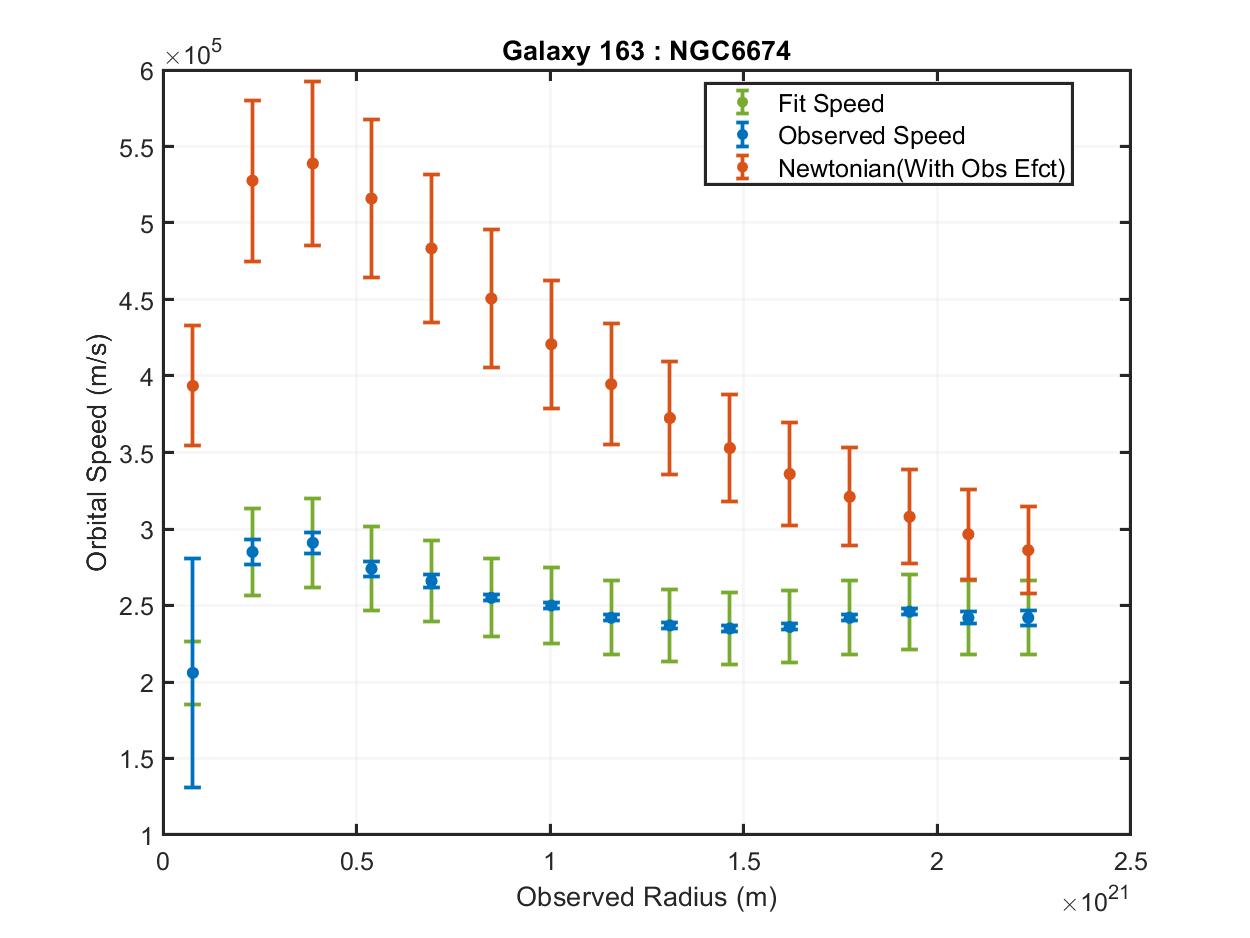 Galaxy 163 : NGC6674
×10^5
Fit Speed
Observed Speed
Newtonian(With Obs Efct)
6
5.5
5
4.5
4
3.5
3
2.5
2
1.5
1
Orbital Speed (m/s)
0 0.5 1 1.5 2 2.5
Observed Radius (m)
×10^21